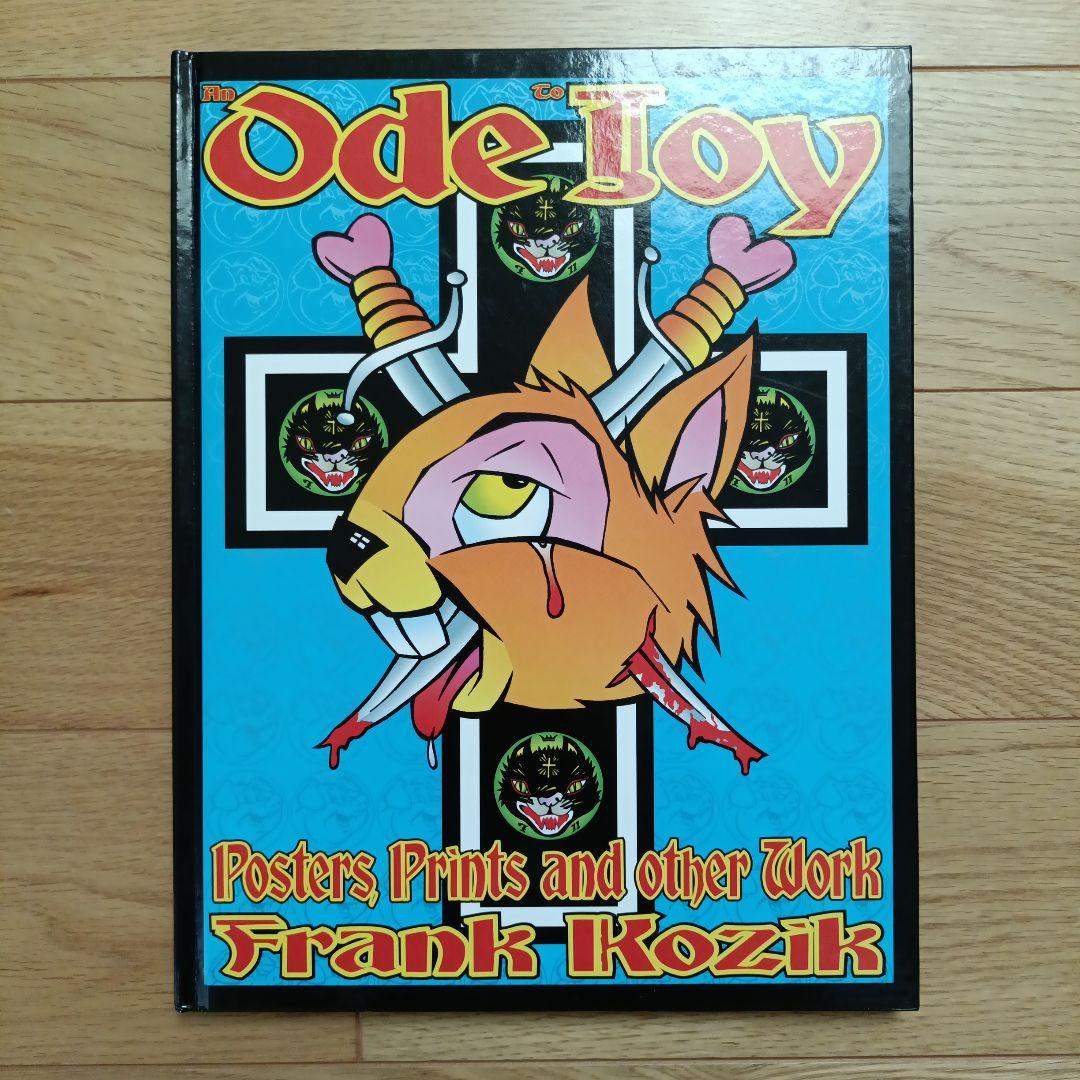 An Ode To Joy
Posters, Prints and other Work
Frank Kozik